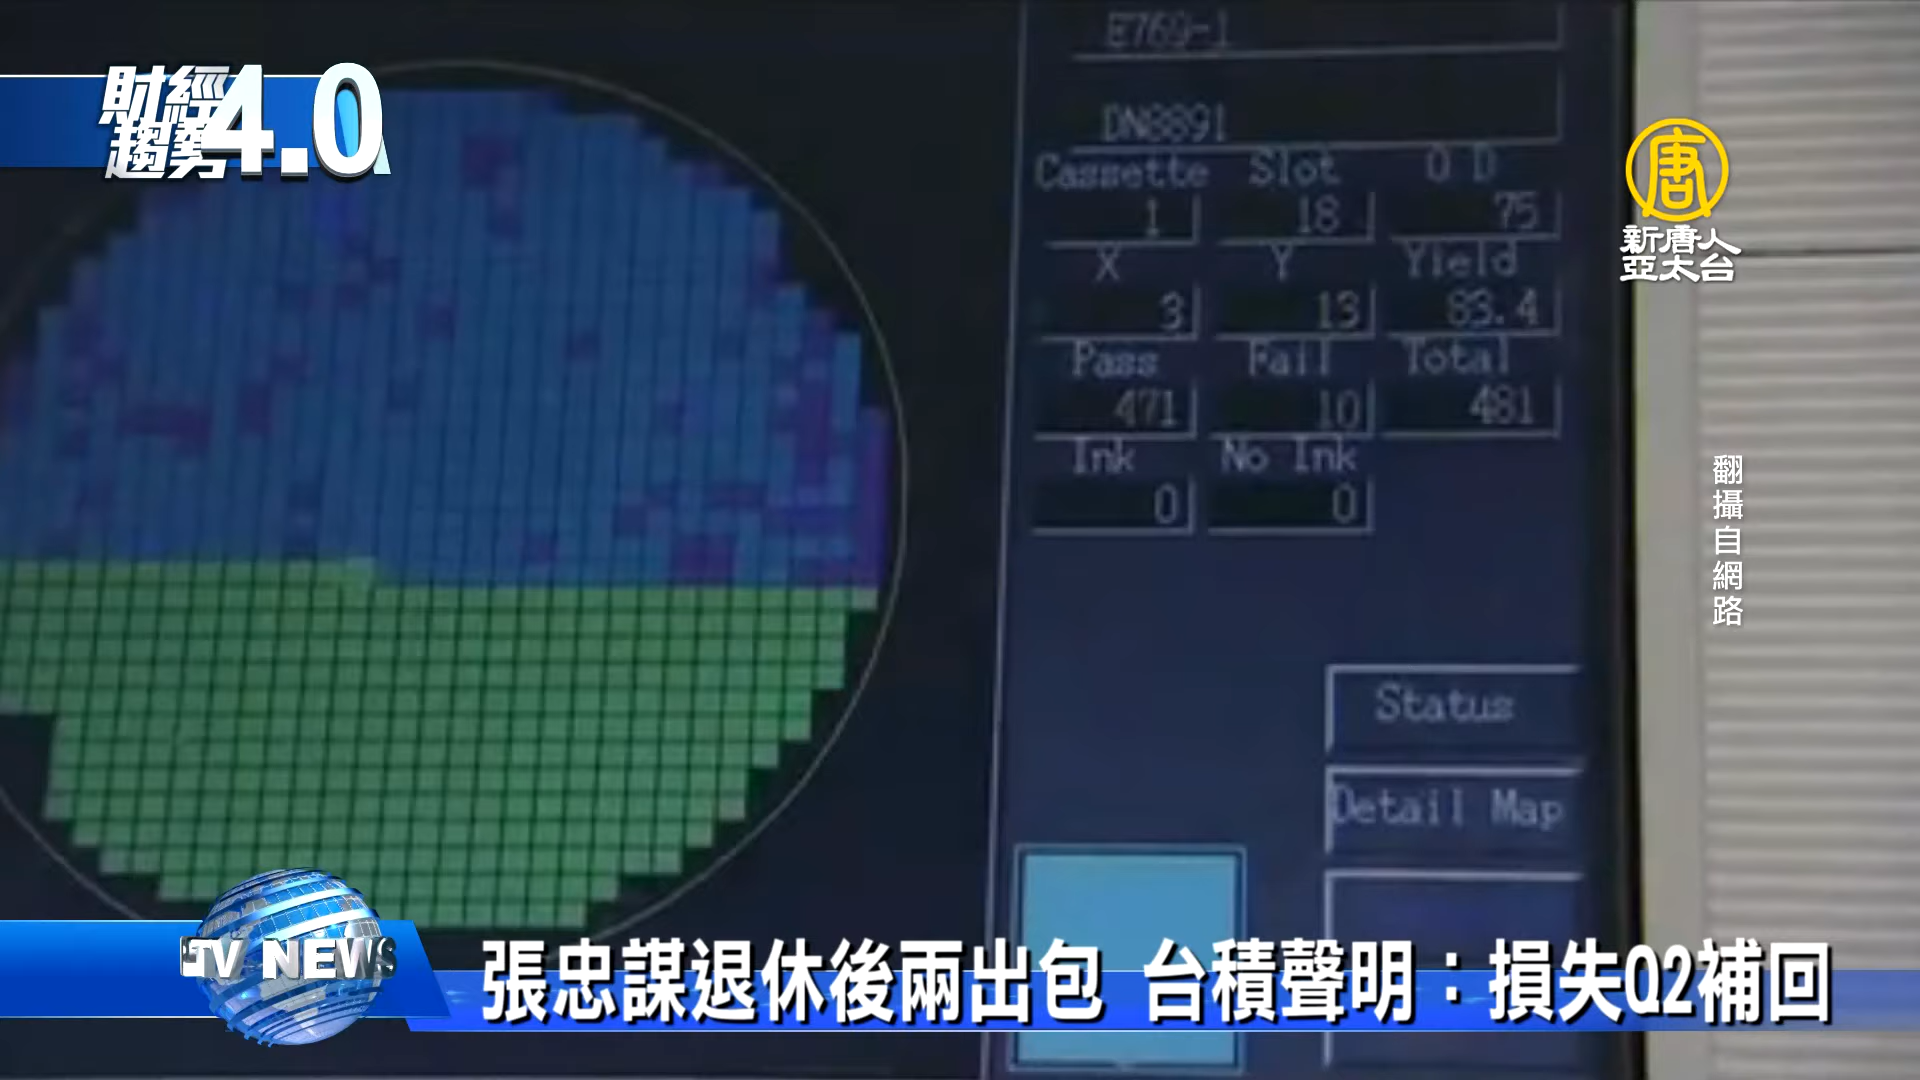 財經
趨勢4.0
E769-1
DN8891
Cassette Slot O D
1 18 75
X Y Yield
3 13 83.4
Pass Fail Total
471 10 481
Ink No Ink
0 0
Status
Detail Map
唐
新唐人
亞太台
翻攝自網路
TV NEWS
張忠謀退休後兩出包 台積聲明：損失Q2補回